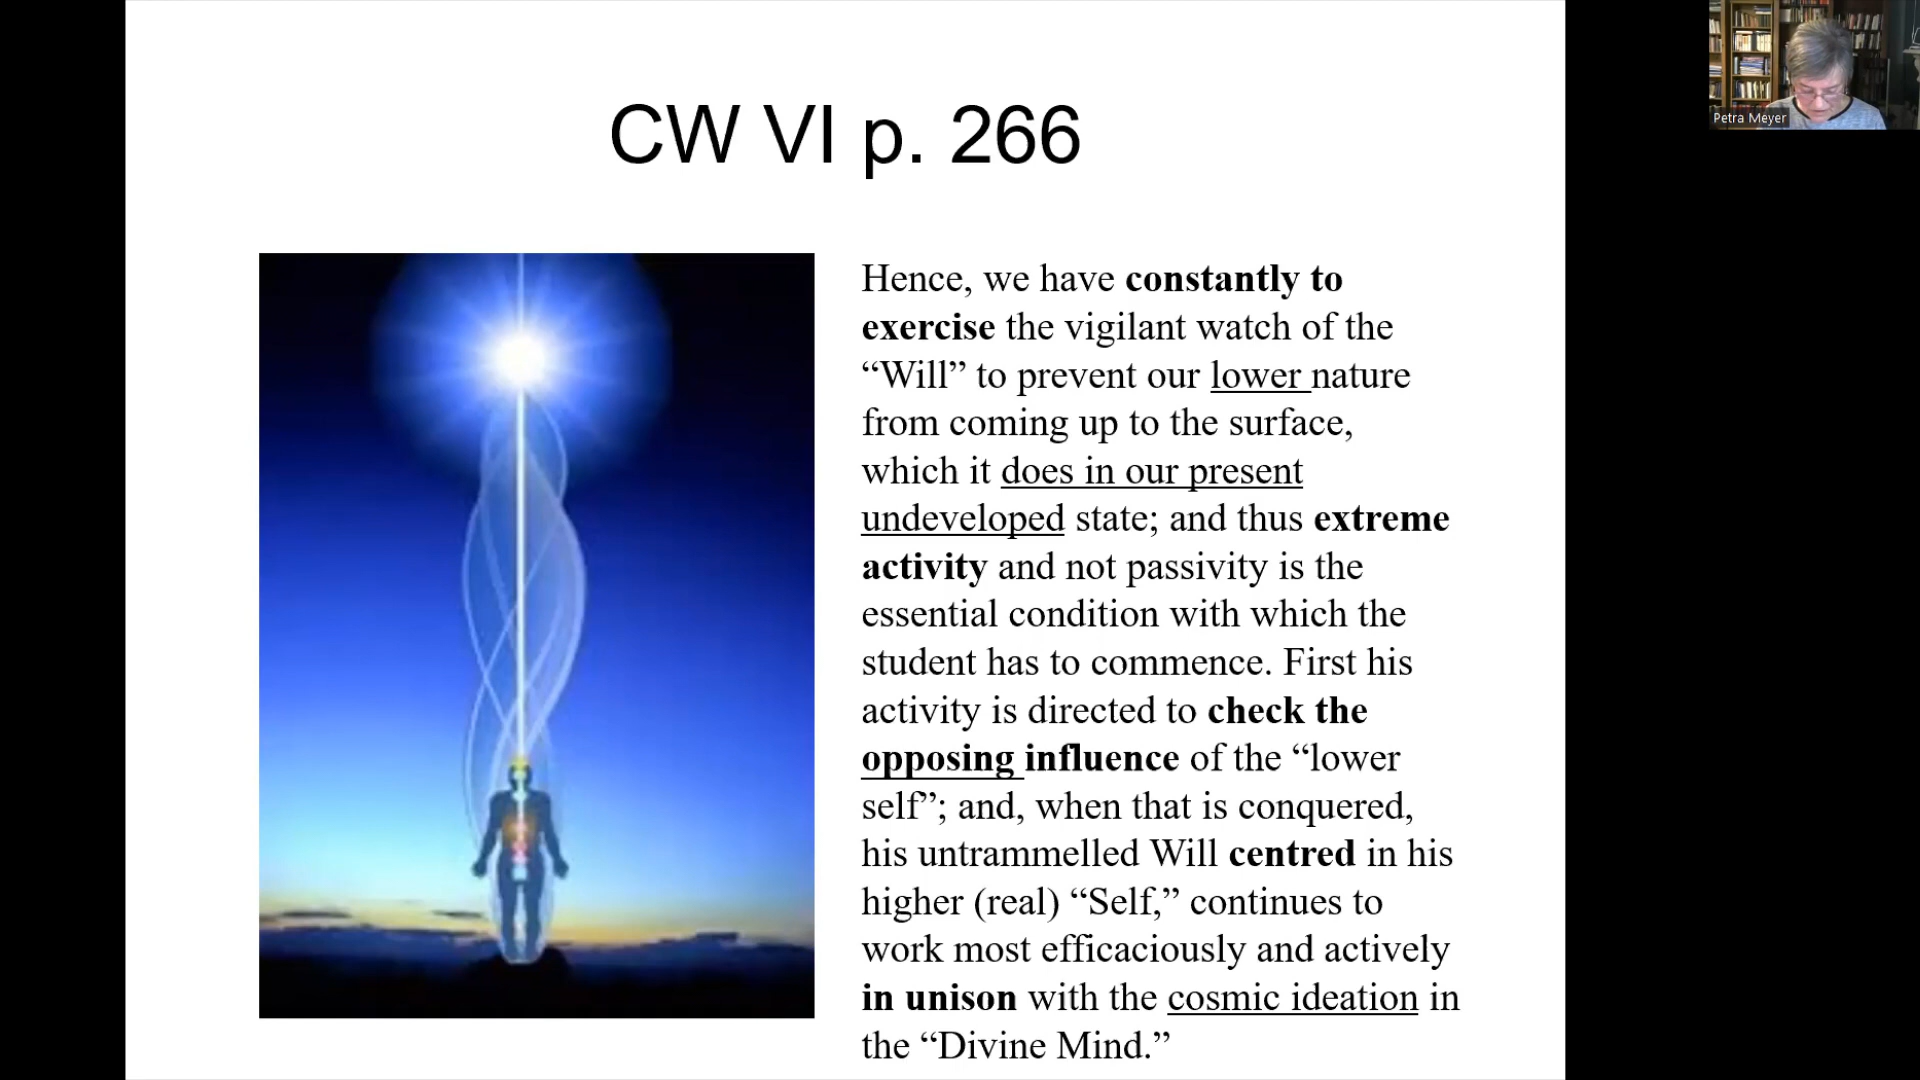 CW VI p. 266
Petra Meyer
Hence, we have constantly to
exercise the vigilant watch of the
“Will” to prevent our lower nature
from coming up to the surface,
which it does in our present
undeveloped state; and thus extreme
activity and not passivity is the
essential condition with which the
student has to commence. First his
activity is directed to check the
opposing influence of the “lower
self”; and, when that is conquered,
his untrammelled Will centred in his
higher (real) “Self,” continues to
work most efficaciously and actively
in unison with the cosmic ideation in
the “Divine Mind.”